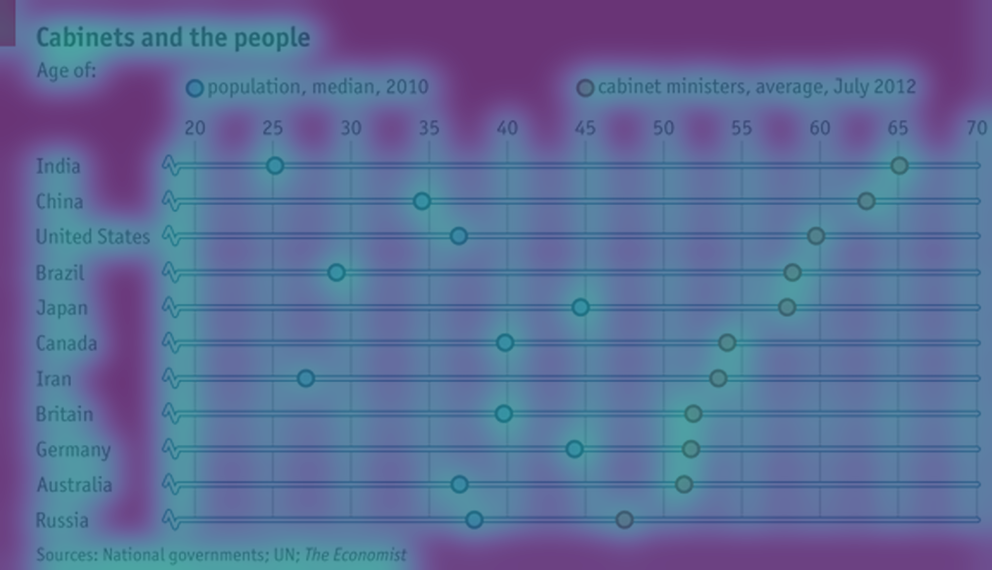 Cabinets and the people
Age of:
population, median, 2010 cabinet ministers, average, July 2012
20 25 30 35 40 45 50 55 60 65 70
India
China
United States
Brazil
Japan
Canada
Iran
Britain
Germany
Australia
Russia
Sources: National governments; UN; The Economist